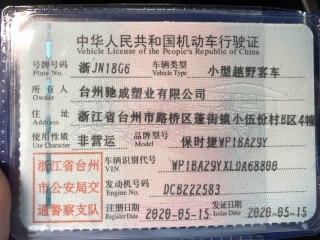 中华人民共和国机动车行驶证
Vehicle License of the People's Republic of China
号牌号码 Plate No. 浙JN18G6 车辆类型 Vehicle Type 小型越野客车
所有人 Owner 台州驰成塑业有限公司
住址 Address 浙江省台州市路桥区蓬街镇小伍份村B区4幢
使用性质 Use Character 非营运 品牌型号 Model 保时捷WP1BA29Y
浙江省台州市公安局交通警察支队
车辆识别代号 VIN WP1BA29YXLDA68800
发动机号码 Engine No. DCB222583
注册日期 Register Date 2020-05-15 发证日期 Issue Date 2020-05-15